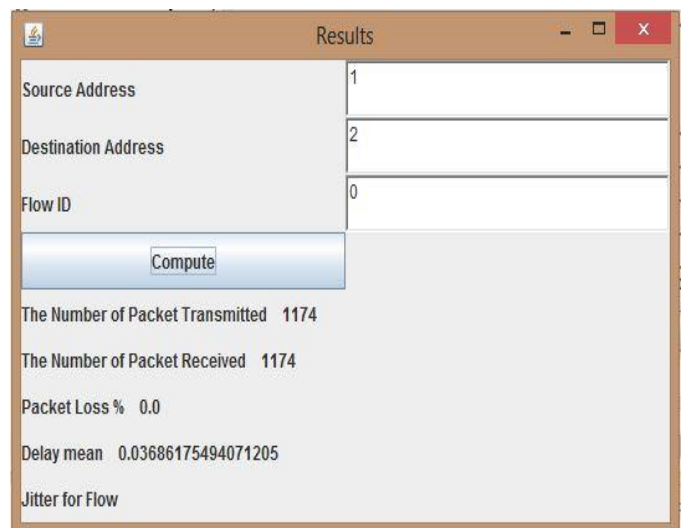 Results
x
Source Address 1
Destination Address 2
Flow ID 0
Compute
The Number of Packet Transmitted 1174
The Number of Packet Received 1174
Packet Loss % 0.0
Delay mean 0.03686175494071205
Jitter for Flow